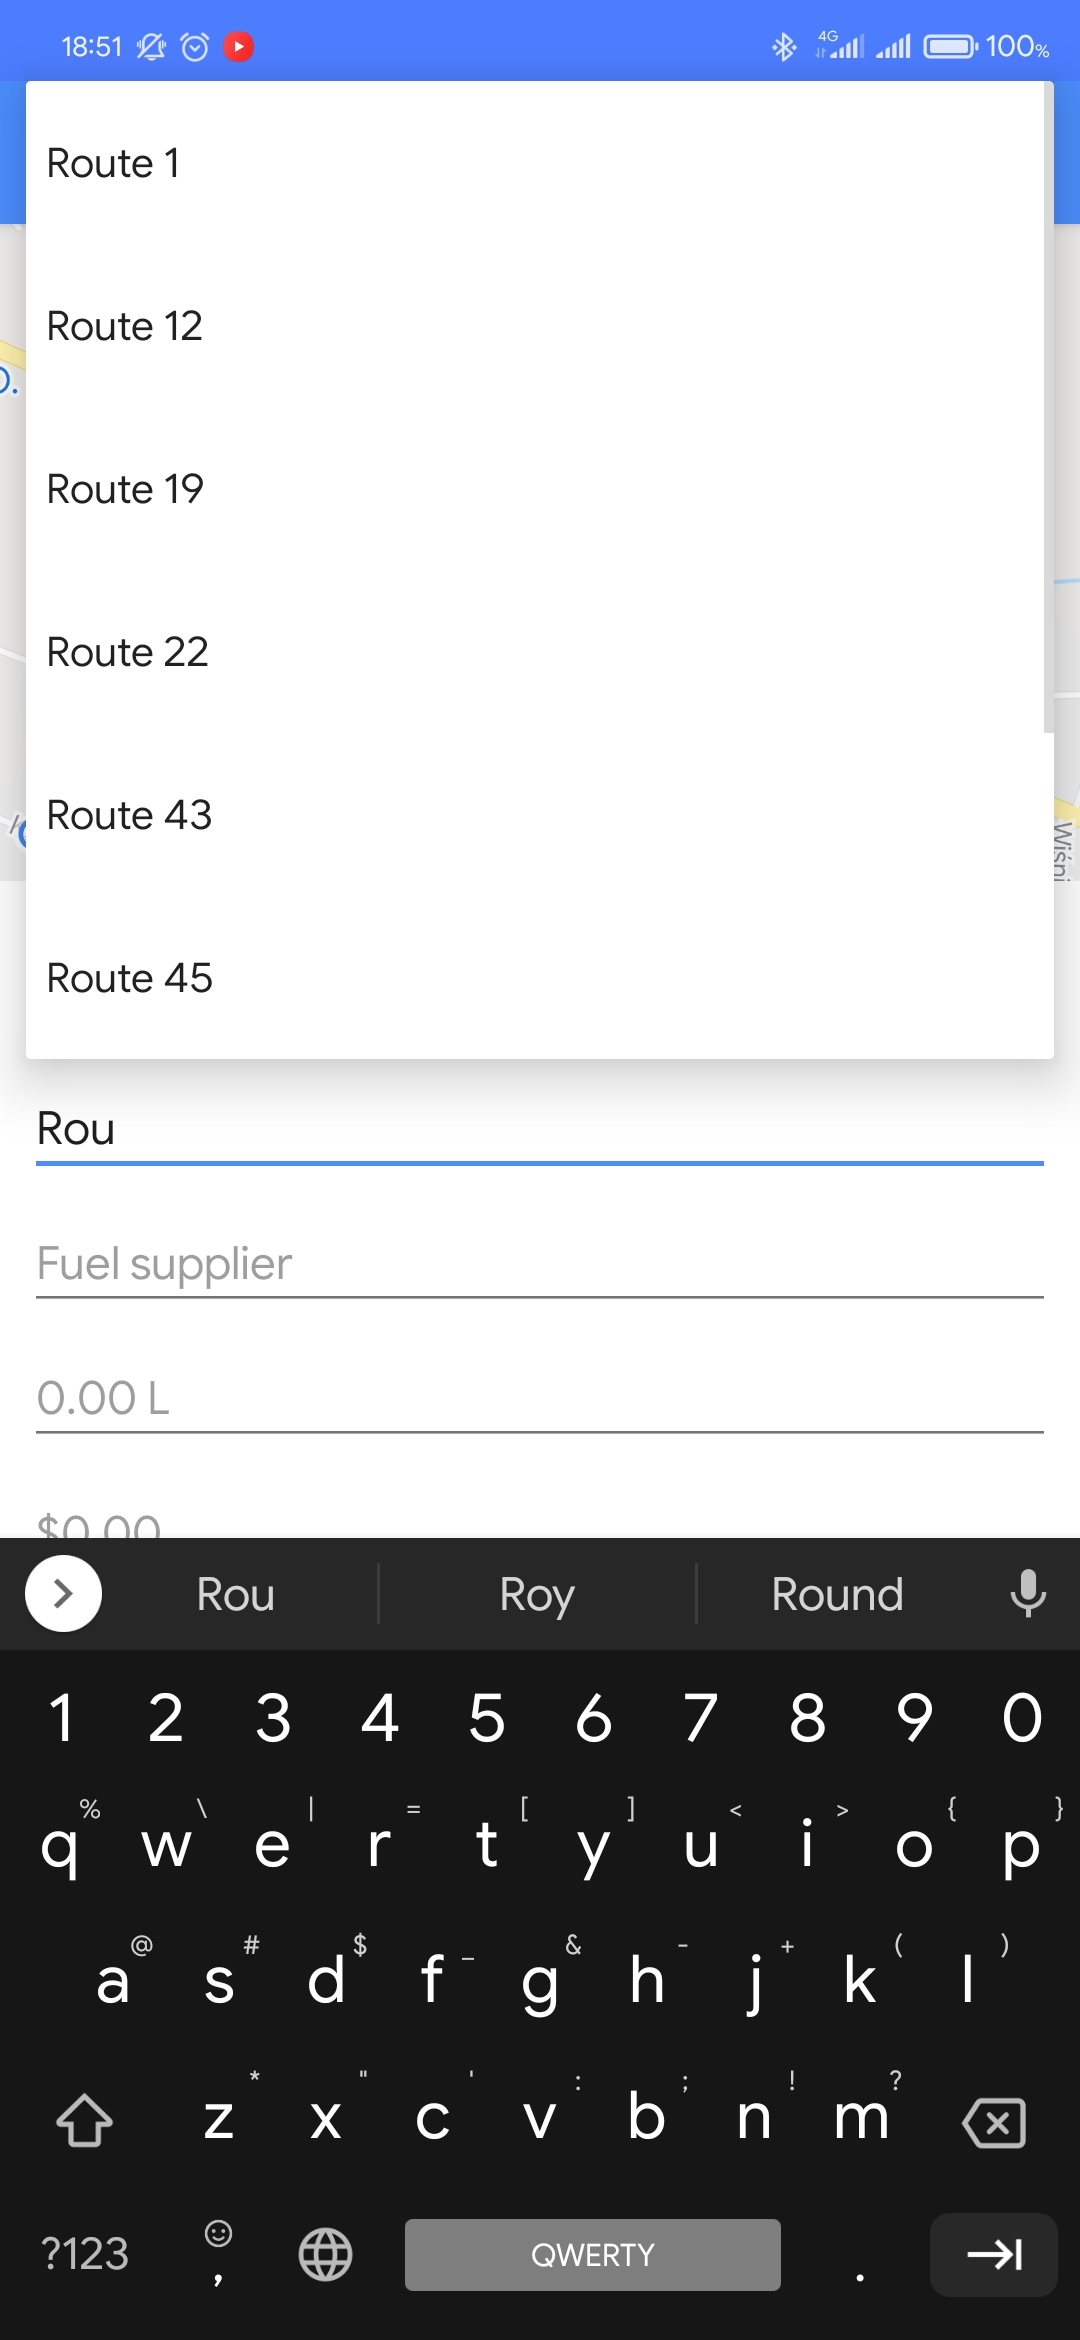 18:51 4G 100%
Route 1
Route 12
Route 19
Route 22
Route 43
Route 45
Wiśni
Rou
Fuel supplier
0.00 L
$0.00
Rou Roy Round
1 2 3 4 5 6 7 8 9 0
% \ | = [ ] < > { }
q w e r t y u i o p
@ # $ _ & - + ( )
a s d f g h j k l
* " ' : ; ! ?
z x c v b n m
?123 , QWERTY .